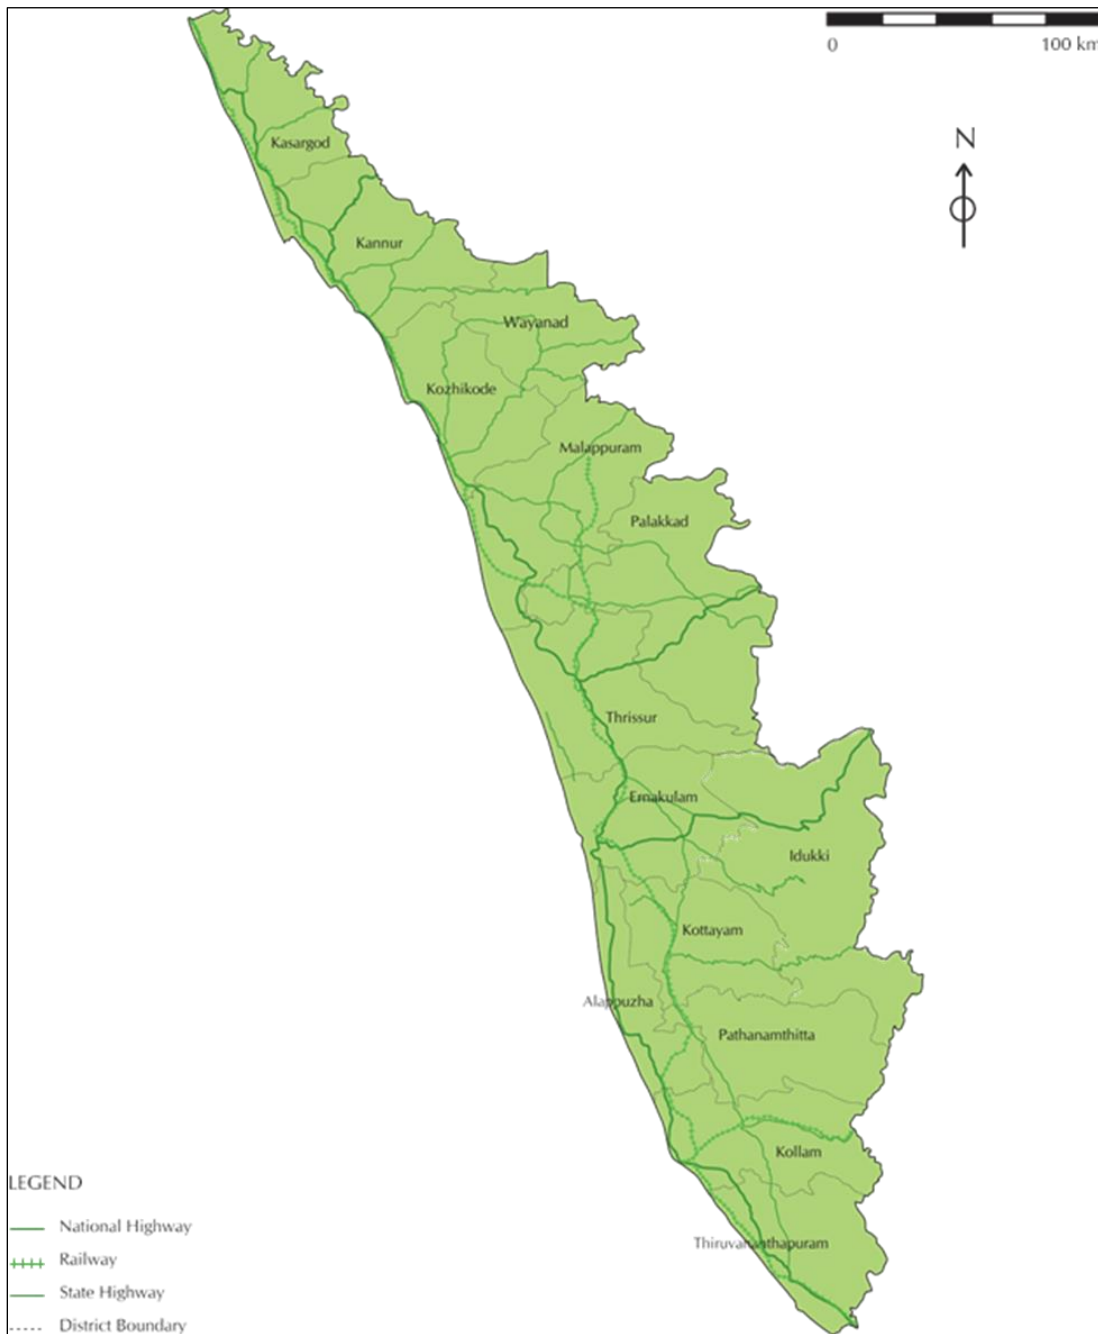 0 100 km
N
Kasargod
Kannur
Wayanad
Kozhikode
Malappuram
Palakkad
Thrissur
Ernakulam
Idukki
Kottayam
Alappuzha
Pathanamthitta
Kollam
Thiruvananthapuram
LEGEND
National Highway
Railway
State Highway
District Boundary